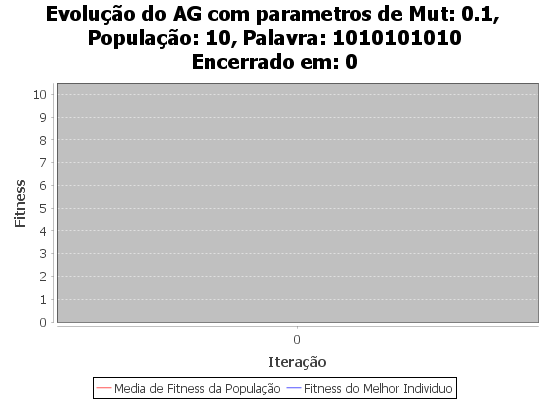 Evolução do AG com parametros de Mut: 0.1,
População: 10, Palavra: 1010101010
Encerrado em: 0
10
9
8
7
6
5
4
3
2
1
0
Fitness
0
Iteração
Media de Fitness da População Fitness do Melhor Individuo